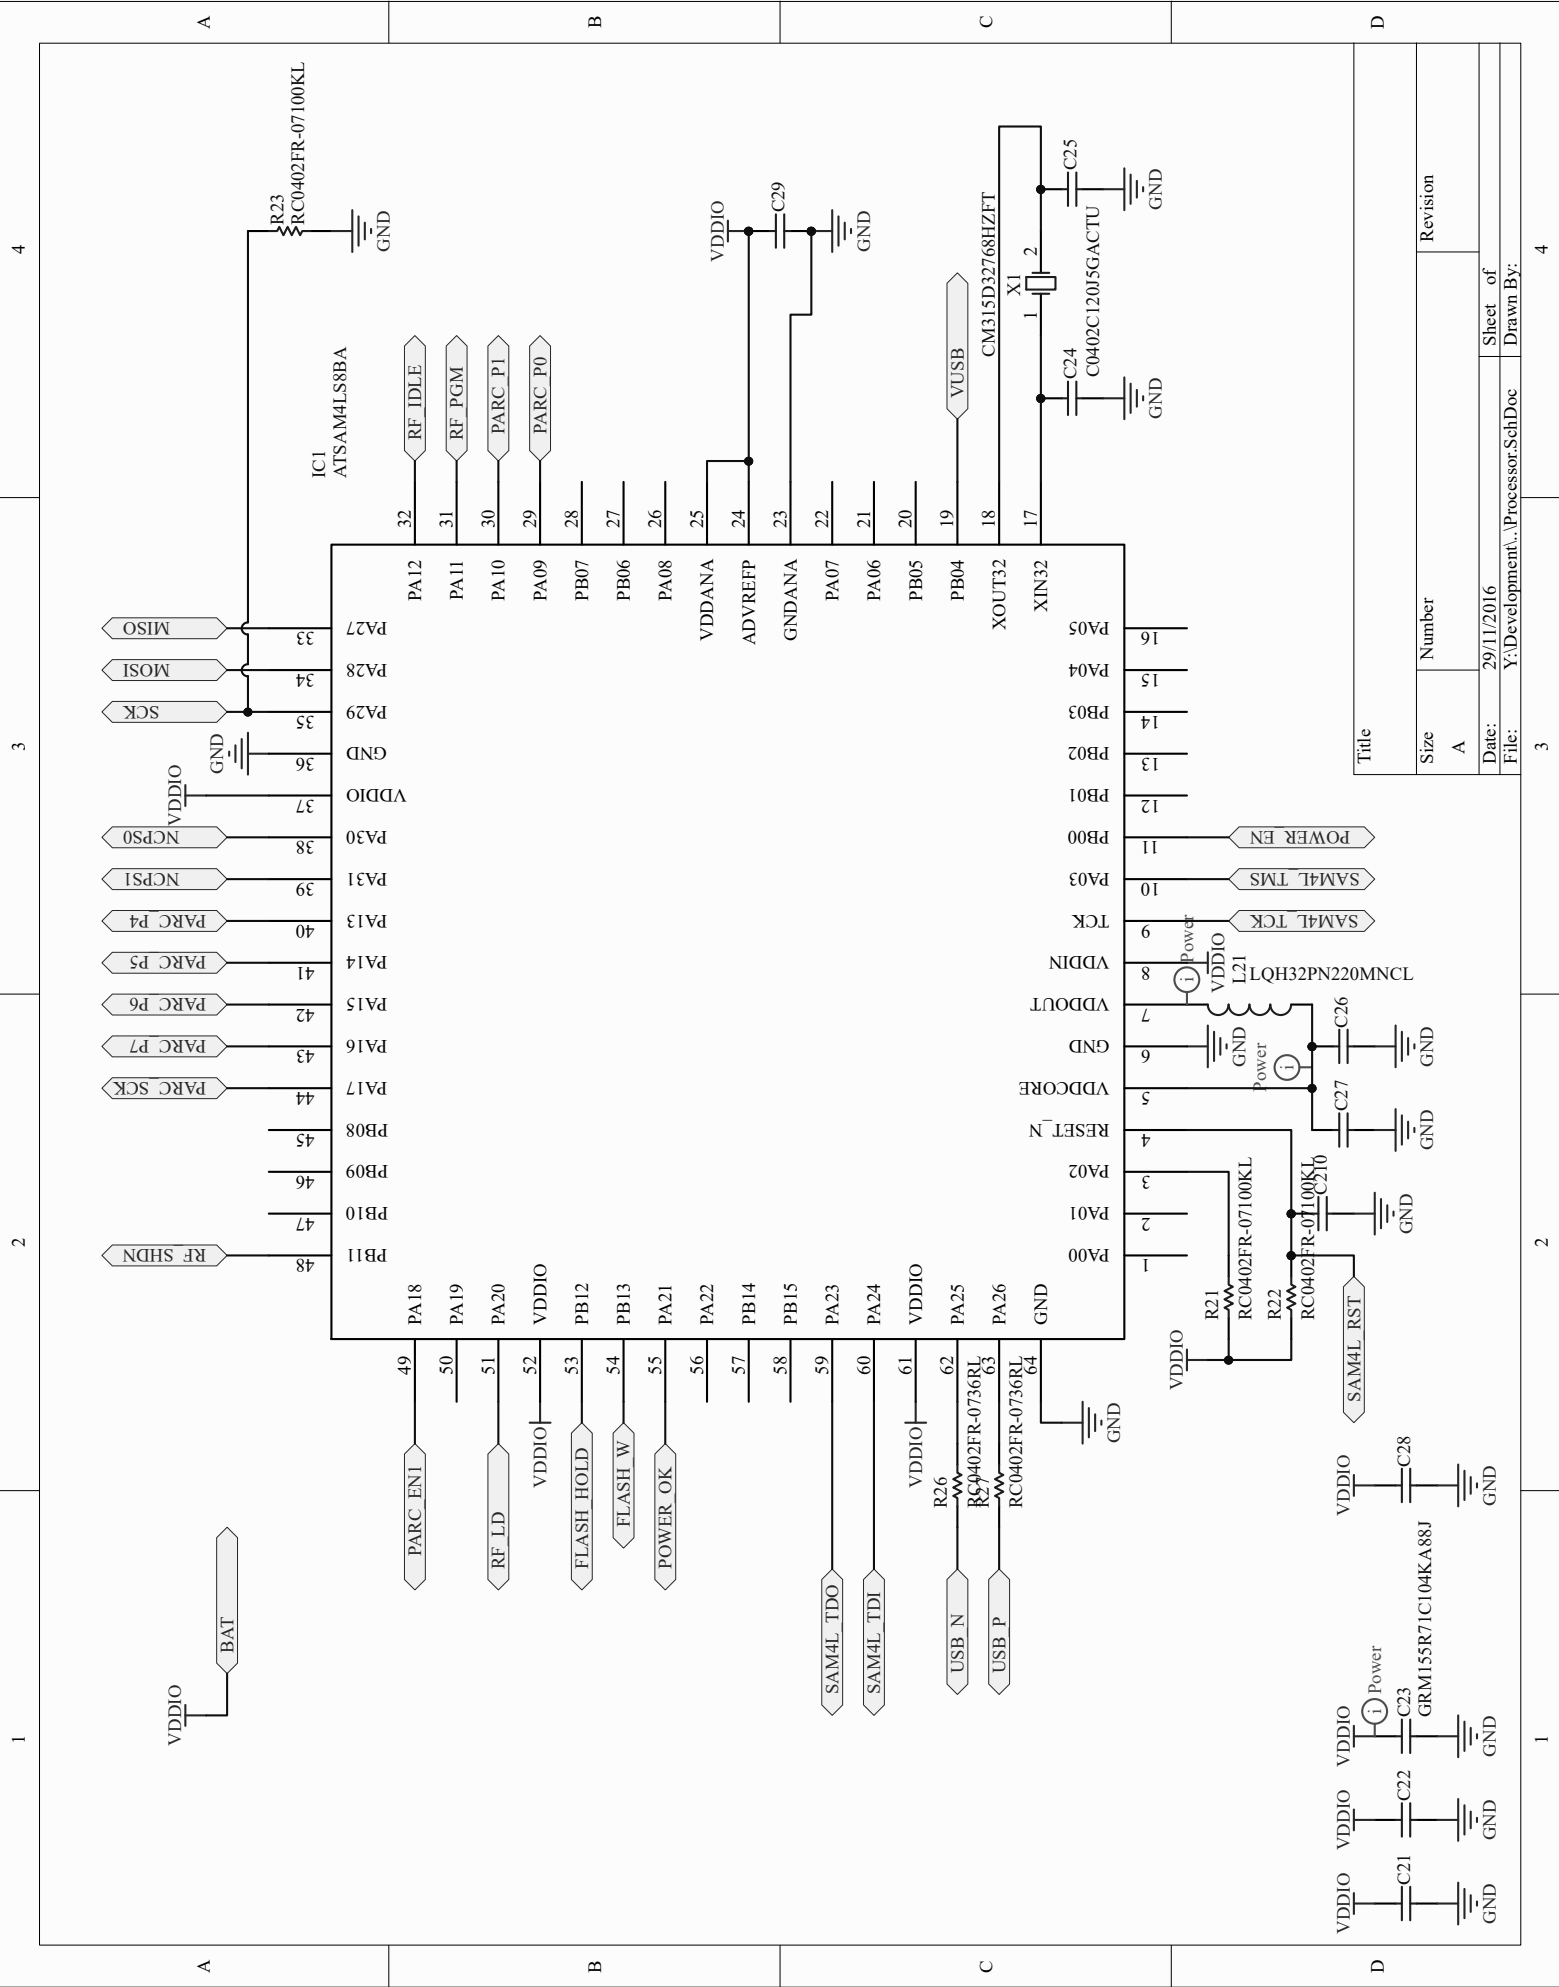 1
2
3
4
A
B
C
D
VDDIO
BAT
R23
RC0402FR-07100KL
GND
IC1
ATSAM4LS8BA
MISO
MOSI
SCK
GND
VDDIO
NCPS0
NCPS1
PARC_P4
PARC_P5
PARC_P6
PARC_P7
PARC_SCK
RF_SHDN
33 PA27
34 PA28
35 PA29
36 GND
37 VDDIO
38 PA30
39 PA31
40 PA13
41 PA14
42 PA15
43 PA16
44 PA17
45 PB08
46 PB09
47 PB10
48 PB11
RF_IDLE 32 PA12
RF_PGM 31 PA11
PARC_P1 30 PA10
PARC_P0 29 PA09
28 PB07
27 PB06
26 PA08
25 VDDANA
24 ADVREFP
23 GNDANA
22 PA07
21 PA06
20 PB05
VUSB 19 PB04
18 XOUT32
17 XIN32
VDDIO
C29
GND
CM315D32768HZFT
X1
1
2
C24
C0402C120J5GACTU
C25
GND
GND
PARC_EN1 49 PA18
50 PA19
RF_LD 51 PA20
VDDIO 52 VDDIO
FLASH_HOLD 53 PB12
FLASH_W 54 PB13
POWER_OK 55 PA21
56 PA22
57 PB14
58 PB15
SAM4L_TDO 59 PA23
SAM4L_TDI 60 PA24
VDDIO 61 VDDIO
USB_N R26 RC0402FR-0736RL 62 PA25
USB_P R27 RC0402FR-0736RL 63 PA26
GND 64 GND
PA05 16
PA04 15
PB03 14
PB02 13
PB01 12
PB00 11 POWER_EN
PA03 10 SAM4L_TMS
TCK 9 SAM4L_TCK
VDDIN 8 VDDIO
VDDOUT 7
GND 6 GND
VDDCORE 5
RESET_N 4
PA02 3
PA01 2
PA00 1
i Power
L21
LQH32PN220MNCL
i Power
C26
GND
C27
GND
C210
GND
VDDIO
R21
RC0402FR-07100KL
R22
RC0402FR-07100KL
SAM4L_RST
VDDIO
C21
GND
VDDIO
C22
GND
VDDIO
i Power
C23
GRM155R71C104KA88J
GND
VDDIO
C28
GND
Title
Size
A
Number
Revision
Date: 29/11/2016
Sheet of
File: Y:\Development\..\Processor.SchDoc
Drawn By:
1
2
3
4
A
B
C
D